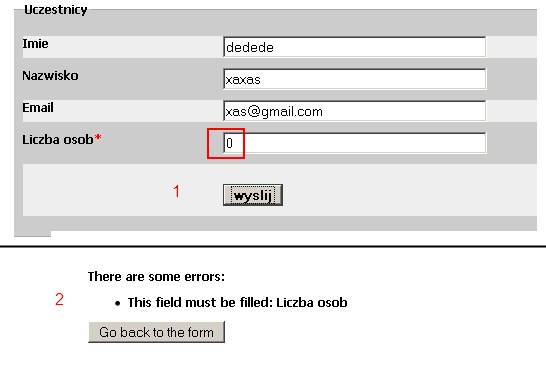 Uczestnicy
Imie dedede
Nazwisko xaxas
Email xas@gmail.com
Liczba osob* 0
1 wyslij
There are some errors:
2 • This field must be filled: Liczba osob
Go back to the form